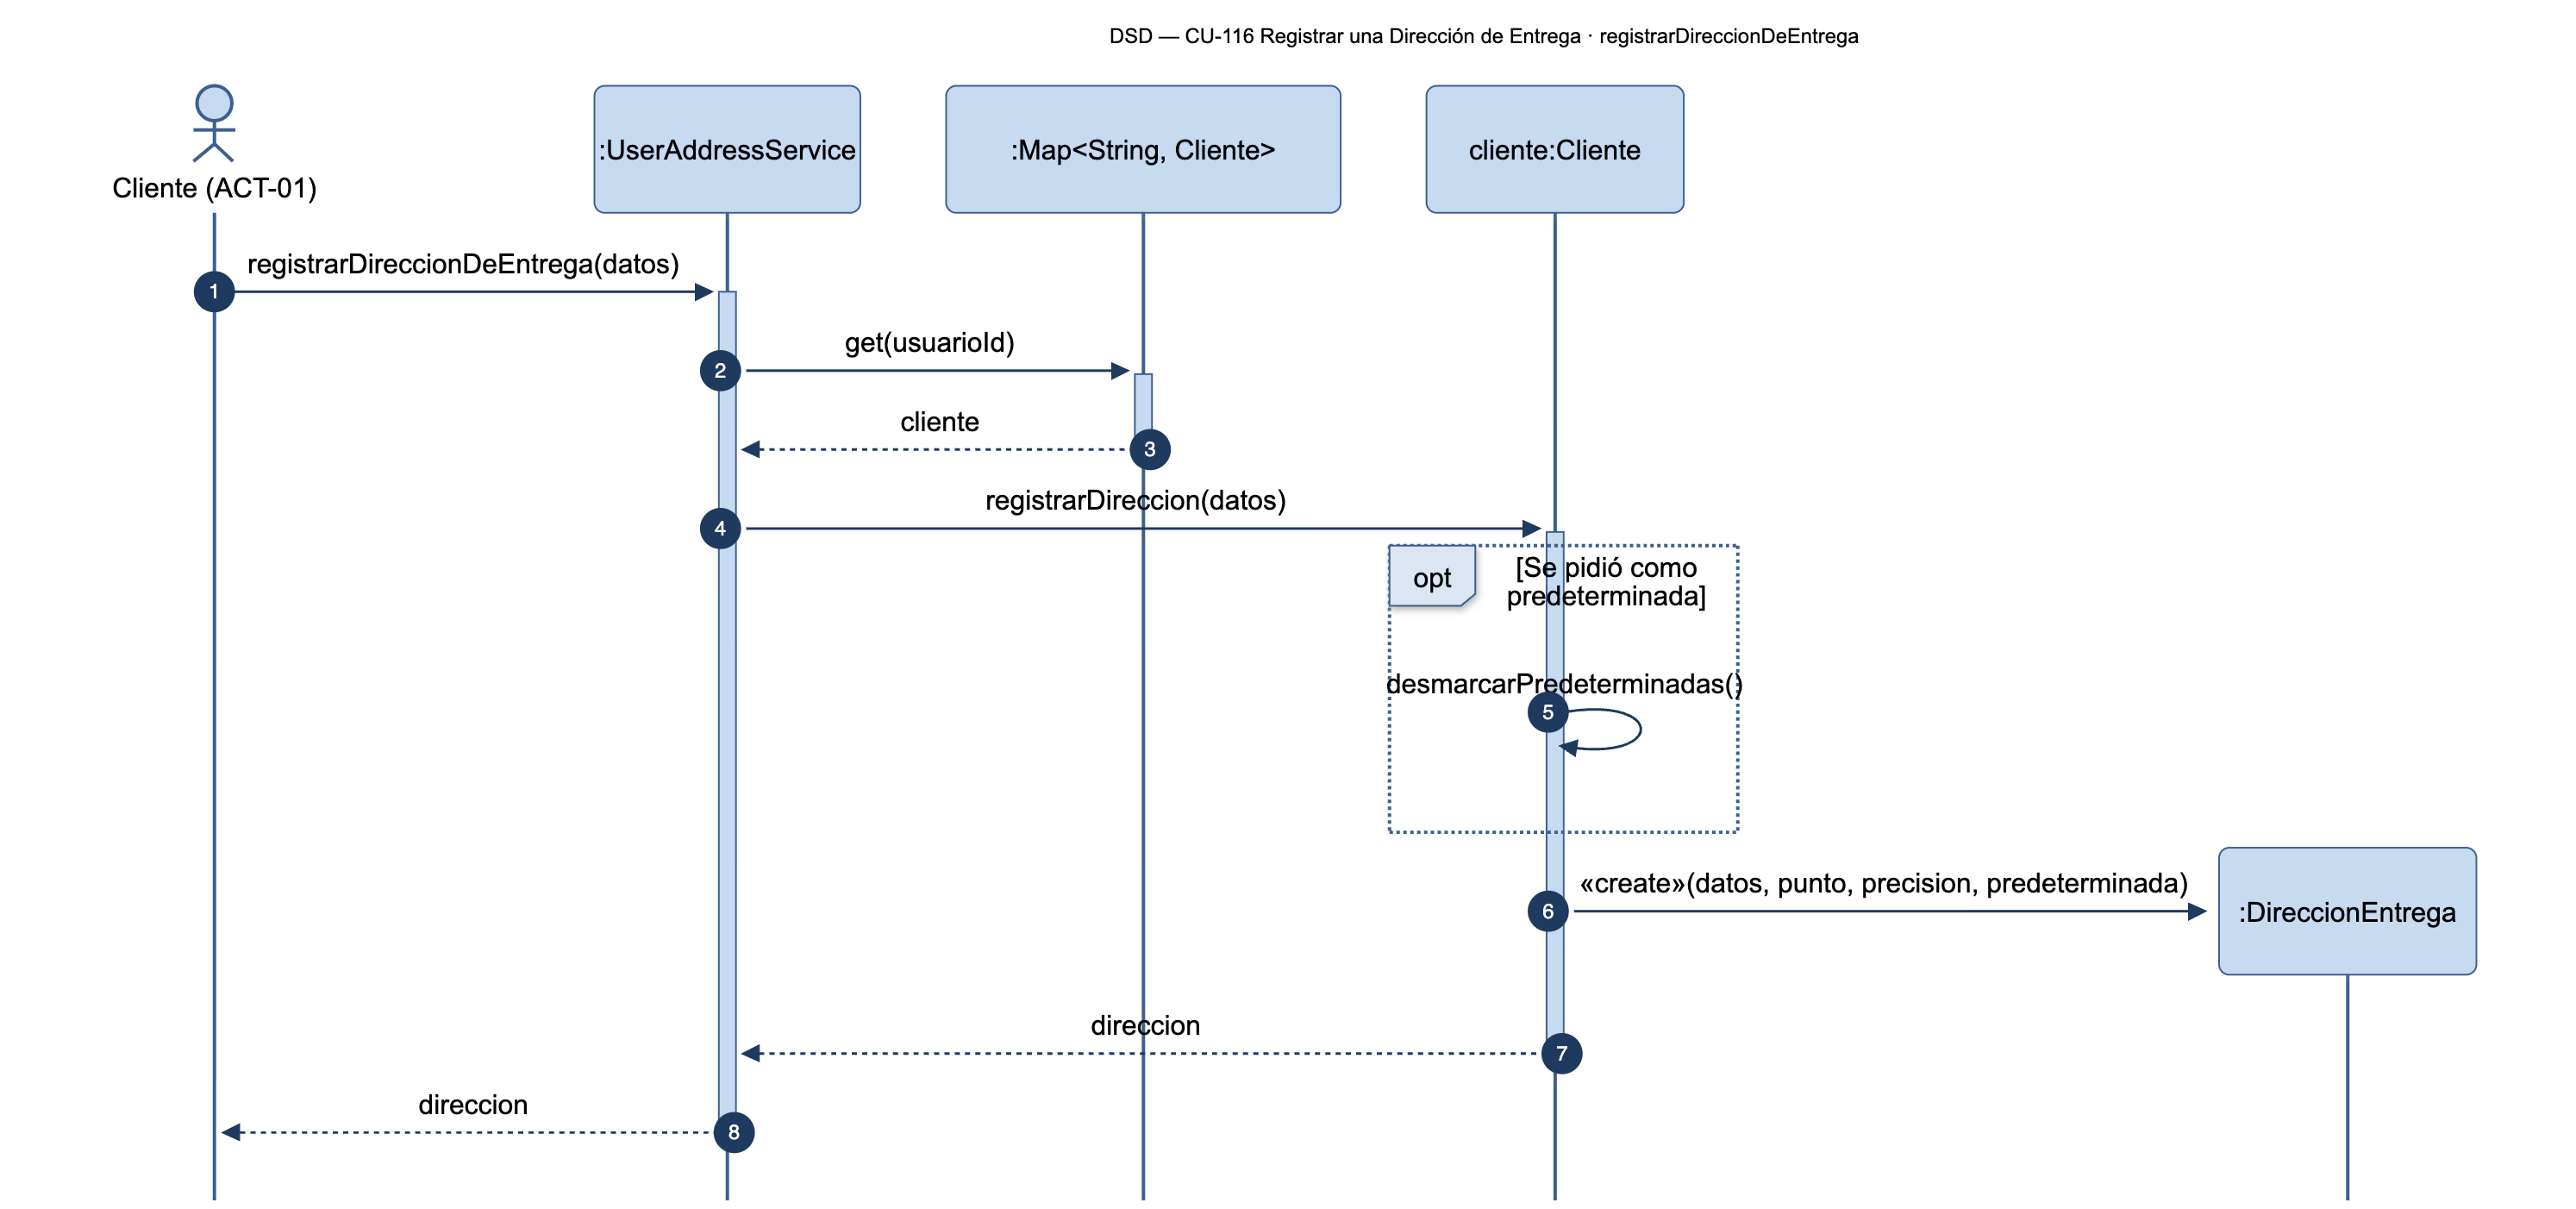 DSD — CU-116 Registrar una Dirección de Entrega · registrarDireccionDeEntrega
Cliente (ACT-01)
:UserAddressService
:Map<String, Cliente>
cliente:Cliente
registrarDireccionDeEntrega(datos)
1
get(usuarioId)
2
cliente
3
registrarDireccion(datos)
4
opt
[Se pidió como
predeterminada]
desmarcarPredeterminadas()
5
«create»(datos, punto, precision, predeterminada)
6
:DireccionEntrega
direccion
7
direccion
8